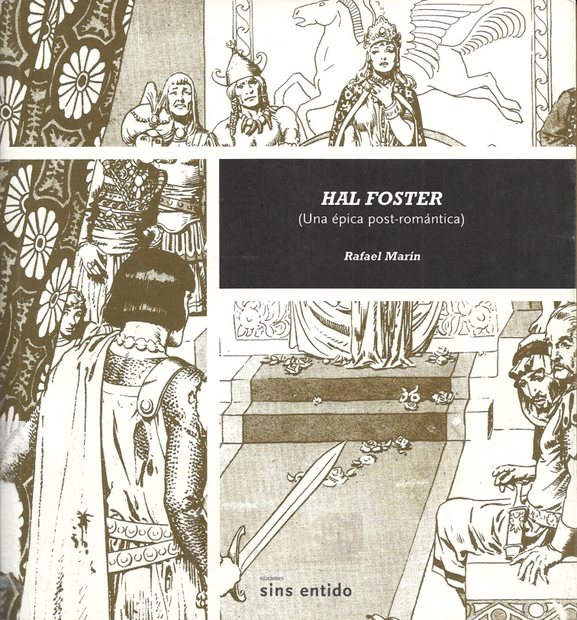 HAL FOSTER
(Una épica post-romántica)
Rafael Marín
ediciones
sins entido